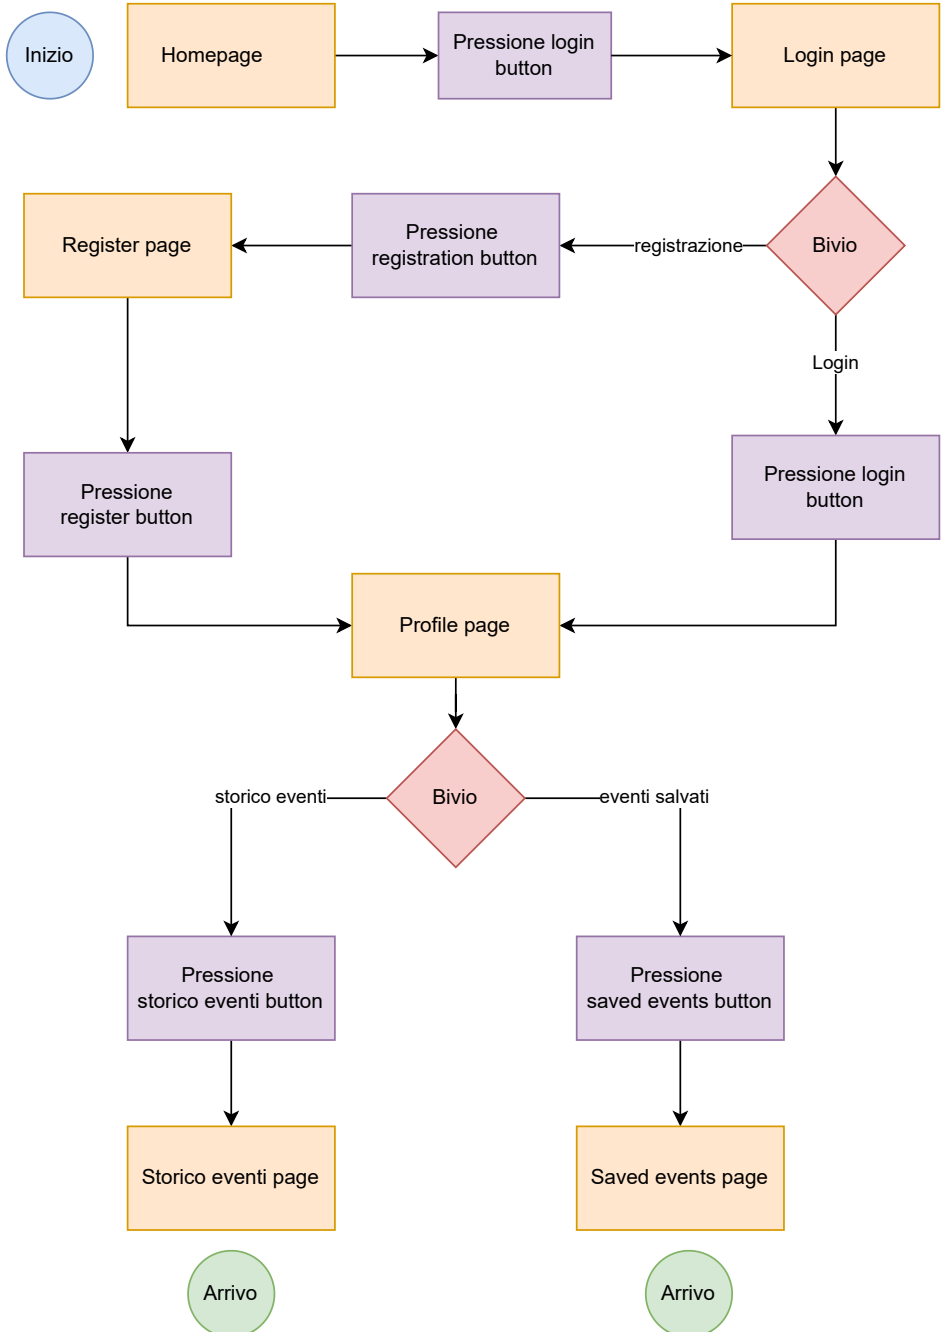 Inizio
Homepage
Pressione login
button
Login page
Register page
Pressione
registration button
registrazione
Bivio
Login
Pressione
register button
Pressione login
button
Profile page
storico eventi
Bivio
eventi salvati
Pressione
storico eventi button
Pressione
saved events button
Storico eventi page
Saved events page
Arrivo
Arrivo